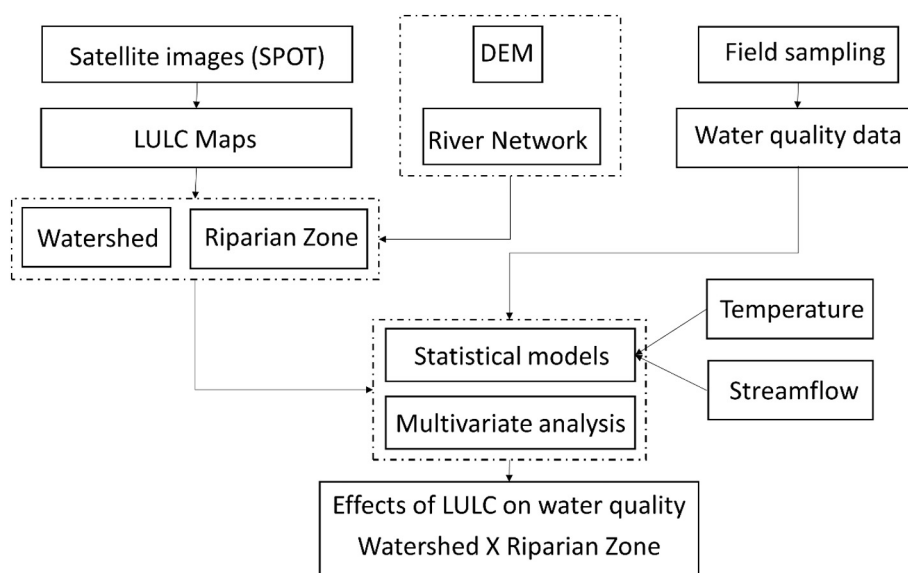 Satellite images (SPOT)
DEM
Field sampling
LULC Maps
River Network
Water quality data
Watershed
Riparian Zone
Temperature
Statistical models
Streamflow
Multivariate analysis
Effects of LULC on water quality
Watershed X Riparian Zone